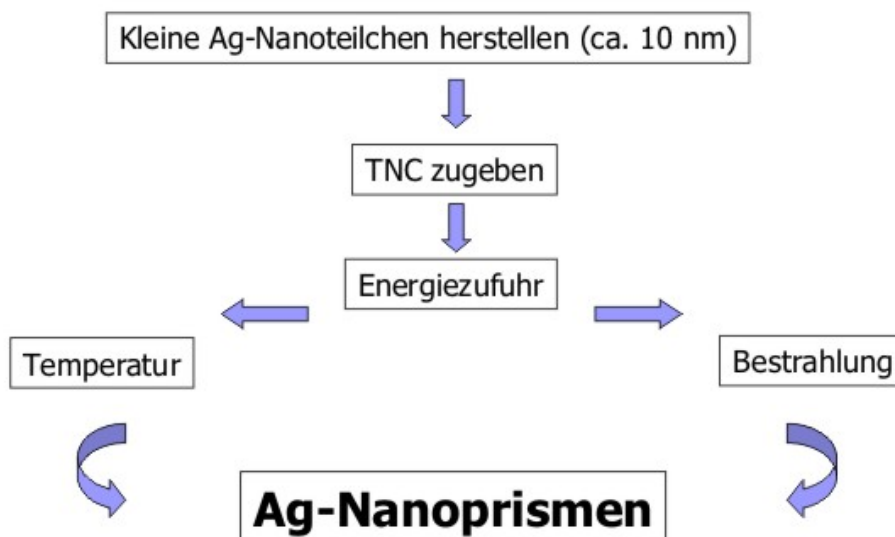 Kleine Ag-Nanoteilchen herstellen (ca. 10 nm)
TNC zugeben
Energiezufuhr
Temperatur
Bestrahlung
Ag-Nanoprismen